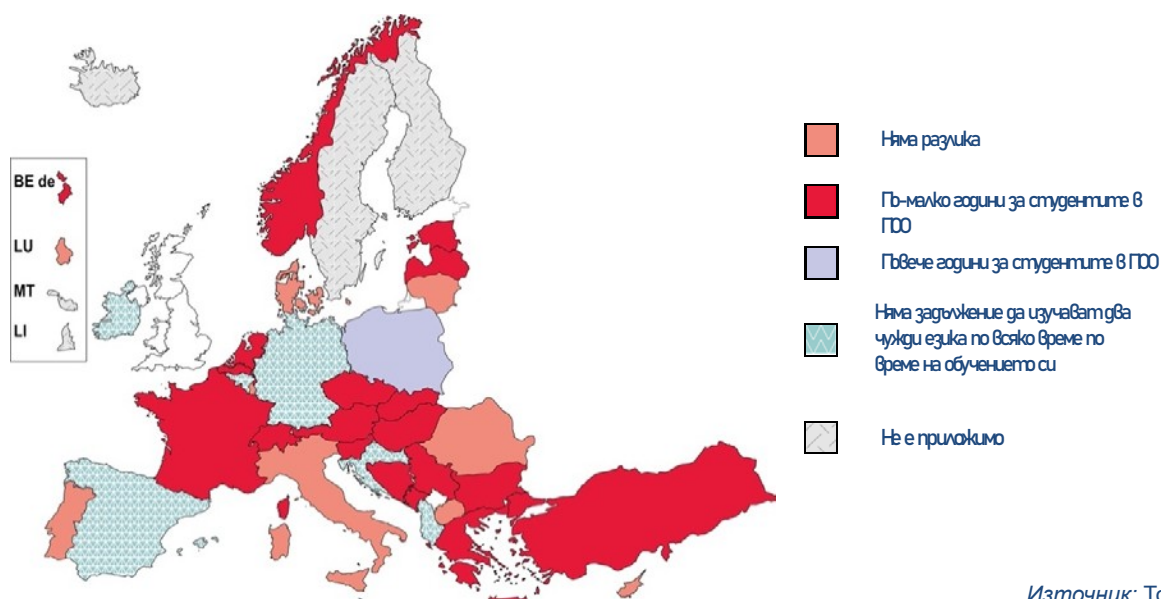 BE de
LU
MT
LI
Няма разлика
По-малко години за студентите в
ПОО
Повече години за студентите в ПОО
Няма задължение да изучават два
чужди езика по всяко време по
време на обучението си
Не е приложимо
Източник: То